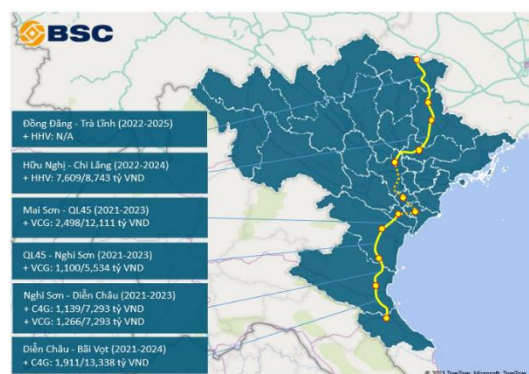 BSC
Đồng Đăng - Trà Lĩnh (2022-2025)
+ HHV: N/A
Hữu Nghị - Chi Lăng (2022-2024)
+ HHV: 7,609/8,743 tỷ VND
Mai Sơn - QL45 (2021-2023)
+ VCG: 2,498/12,111 tỷ VND
QL45 - Nghi Sơn (2021-2023)
+ VCG: 1,100/5,534 tỷ VND
Nghi Sơn - Diễn Châu (2021-2023)
+ C4G: 1,139/7,293 tỷ VND
+ VCG: 1,266/7,293 tỷ VND
Diễn Châu - Bãi Vọt (2021-2024)
+ C4G: 1,911/13,338 tỷ VND
© 2023 TomTom, Microsoft, TomTom